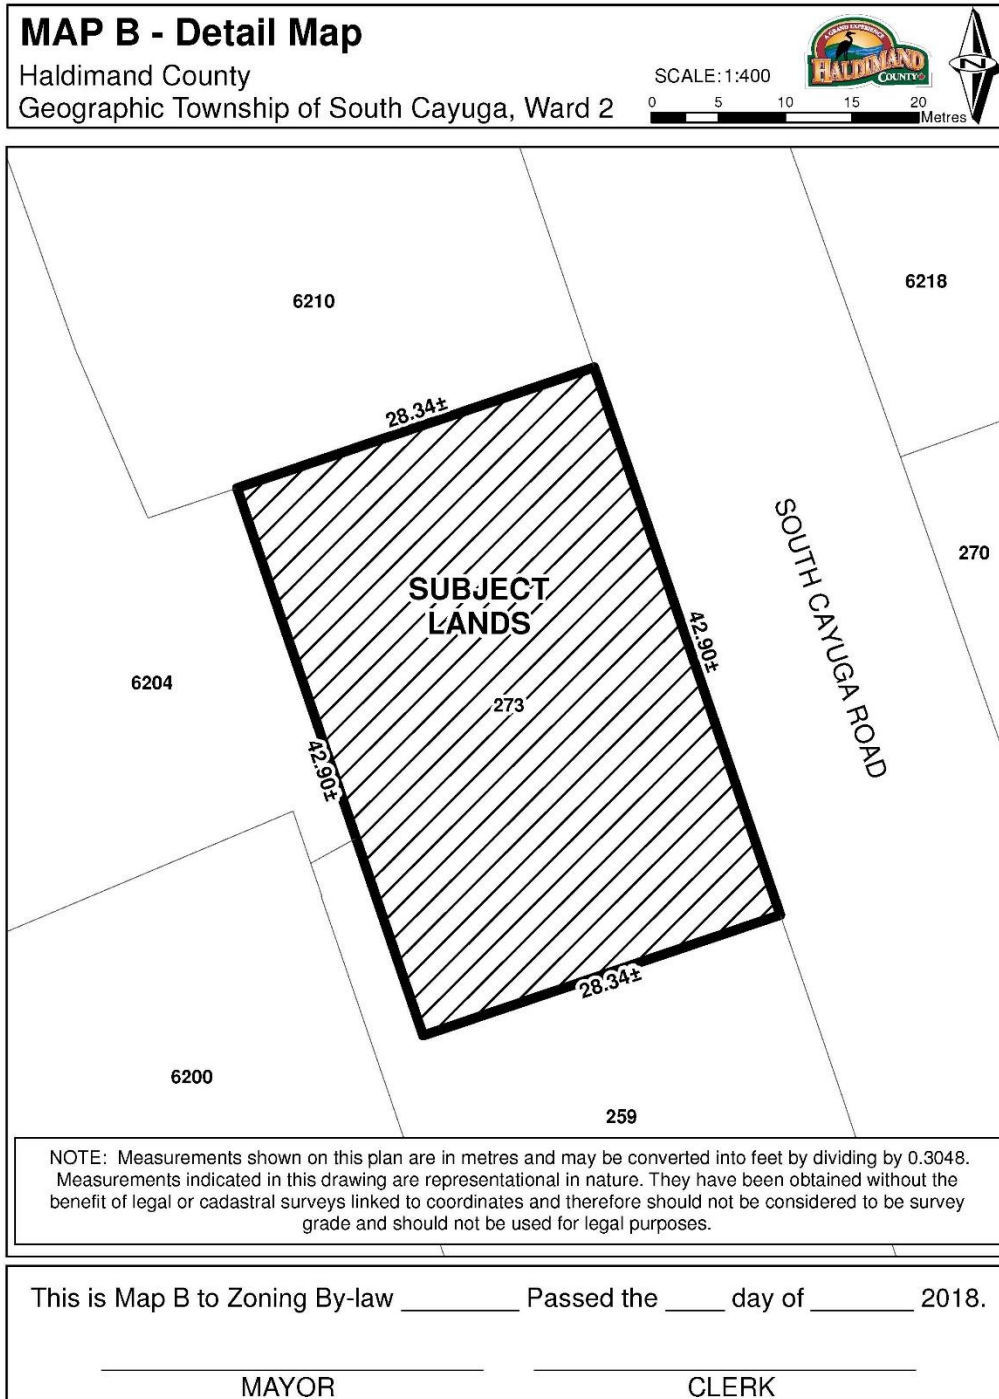 MAP B - Detail Map
Haldimand County
Geographic Township of South Cayuga, Ward 2
SCALE: 1:400
0 5 10 15 20
Metres
A GRAND EXPERIENCE
HALDIMAND
COUNTY
N
6210
6218
28.34±
SOUTH CAYUGA ROAD
270
SUBJECT
LANDS
42.90±
6204
273
42.90±
28.34±
6200
259
NOTE: Measurements shown on this plan are in metres and may be converted into feet by dividing by 0.3048.
Measurements indicated in this drawing are representational in nature. They have been obtained without the
benefit of legal or cadastral surveys linked to coordinates and therefore should not be considered to be survey
grade and should not be used for legal purposes.
This is Map B to Zoning By-law ________ Passed the ____ day of _______ 2018.
MAYOR CLERK